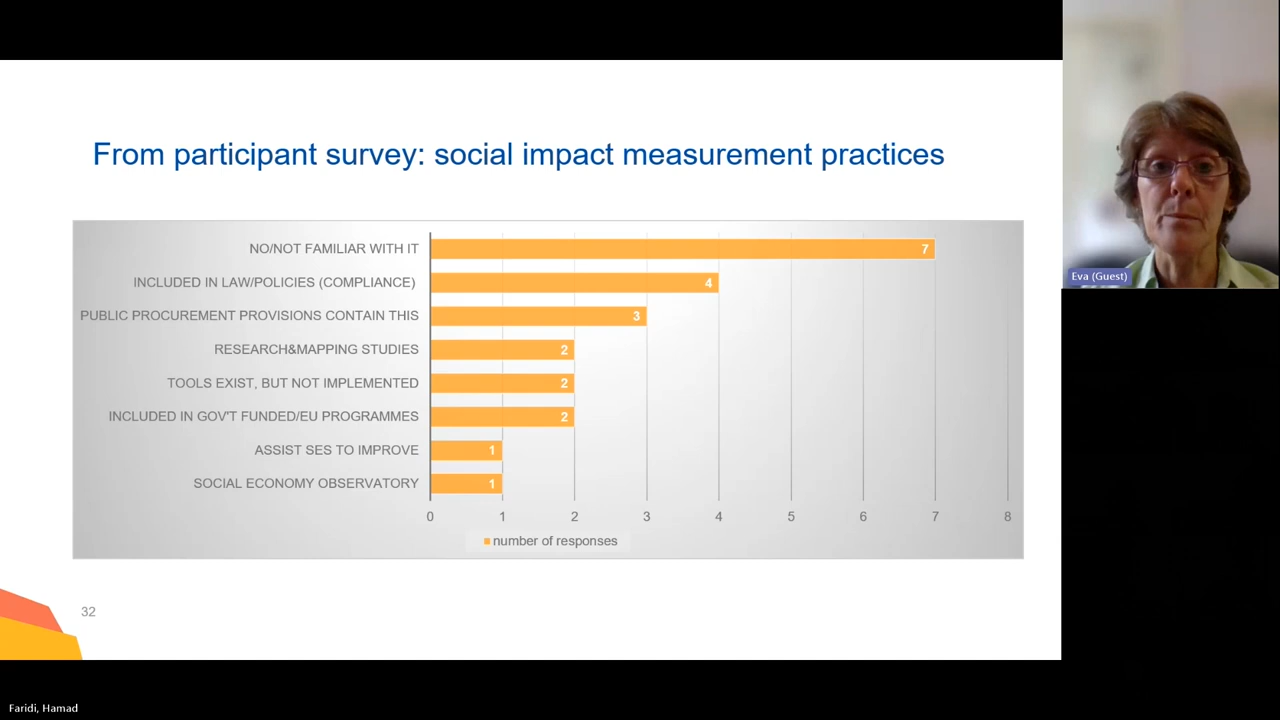 From participant survey: social impact measurement practices
NO/NOT FAMILIAR WITH IT
7
INCLUDED IN LAW/POLICIES (COMPLIANCE)
4
PUBLIC PROCUREMENT PROVISIONS CONTAIN THIS
3
RESEARCH&MAPPING STUDIES
2
TOOLS EXIST, BUT NOT IMPLEMENTED
2
INCLUDED IN GOV'T FUNDED/EU PROGRAMMES
2
ASSIST SES TO IMPROVE
1
SOCIAL ECONOMY OBSERVATORY
1
0 1 2 3 4 5 6 7 8
number of responses
32
Eva (Guest)
Faridi, Hamad